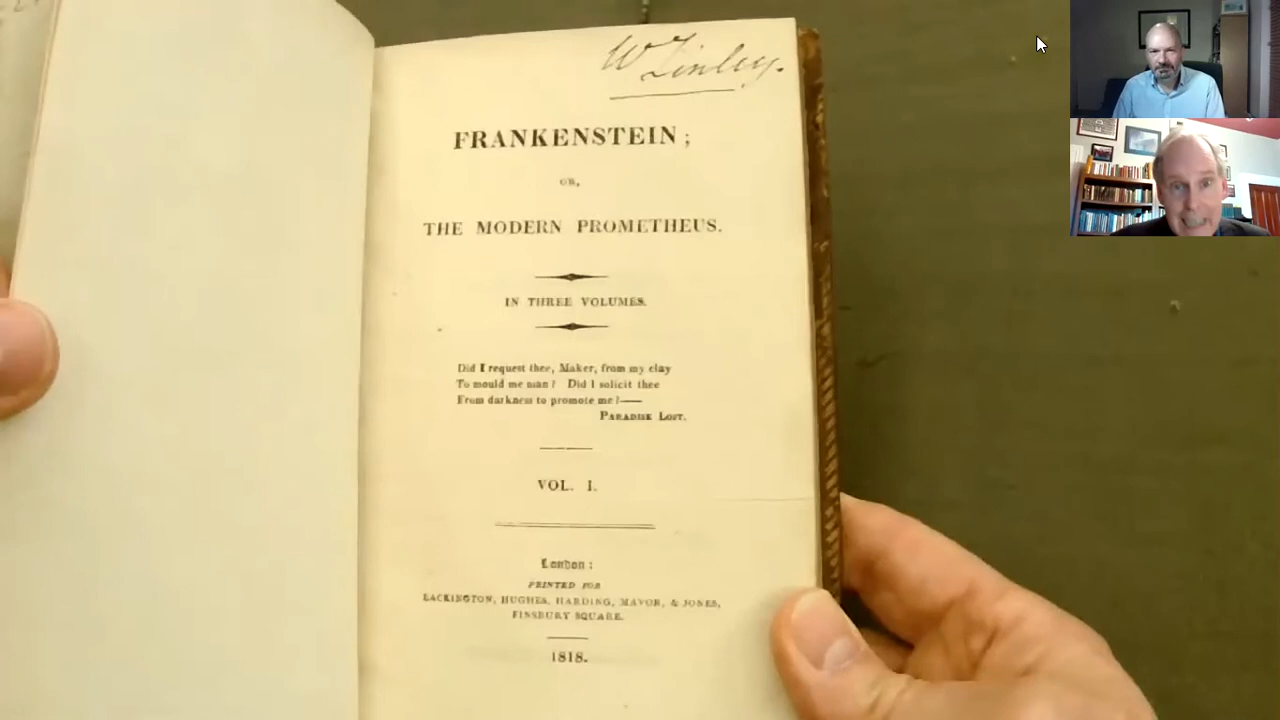 W Linley.
FRANKENSTEIN;
OR,
THE MODERN PROMETHEUS.
IN THREE VOLUMES.
Did I request thee, Maker, from my clay
To mould me man? Did I solicit thee
From darkness to promote me?——
PARADISE LOST.
VOL. I.
London:
PRINTED FOR
LACKINGTON, HUGHES, HARDING, MAVOR, & JONES,
FINSBURY SQUARE.
1818.